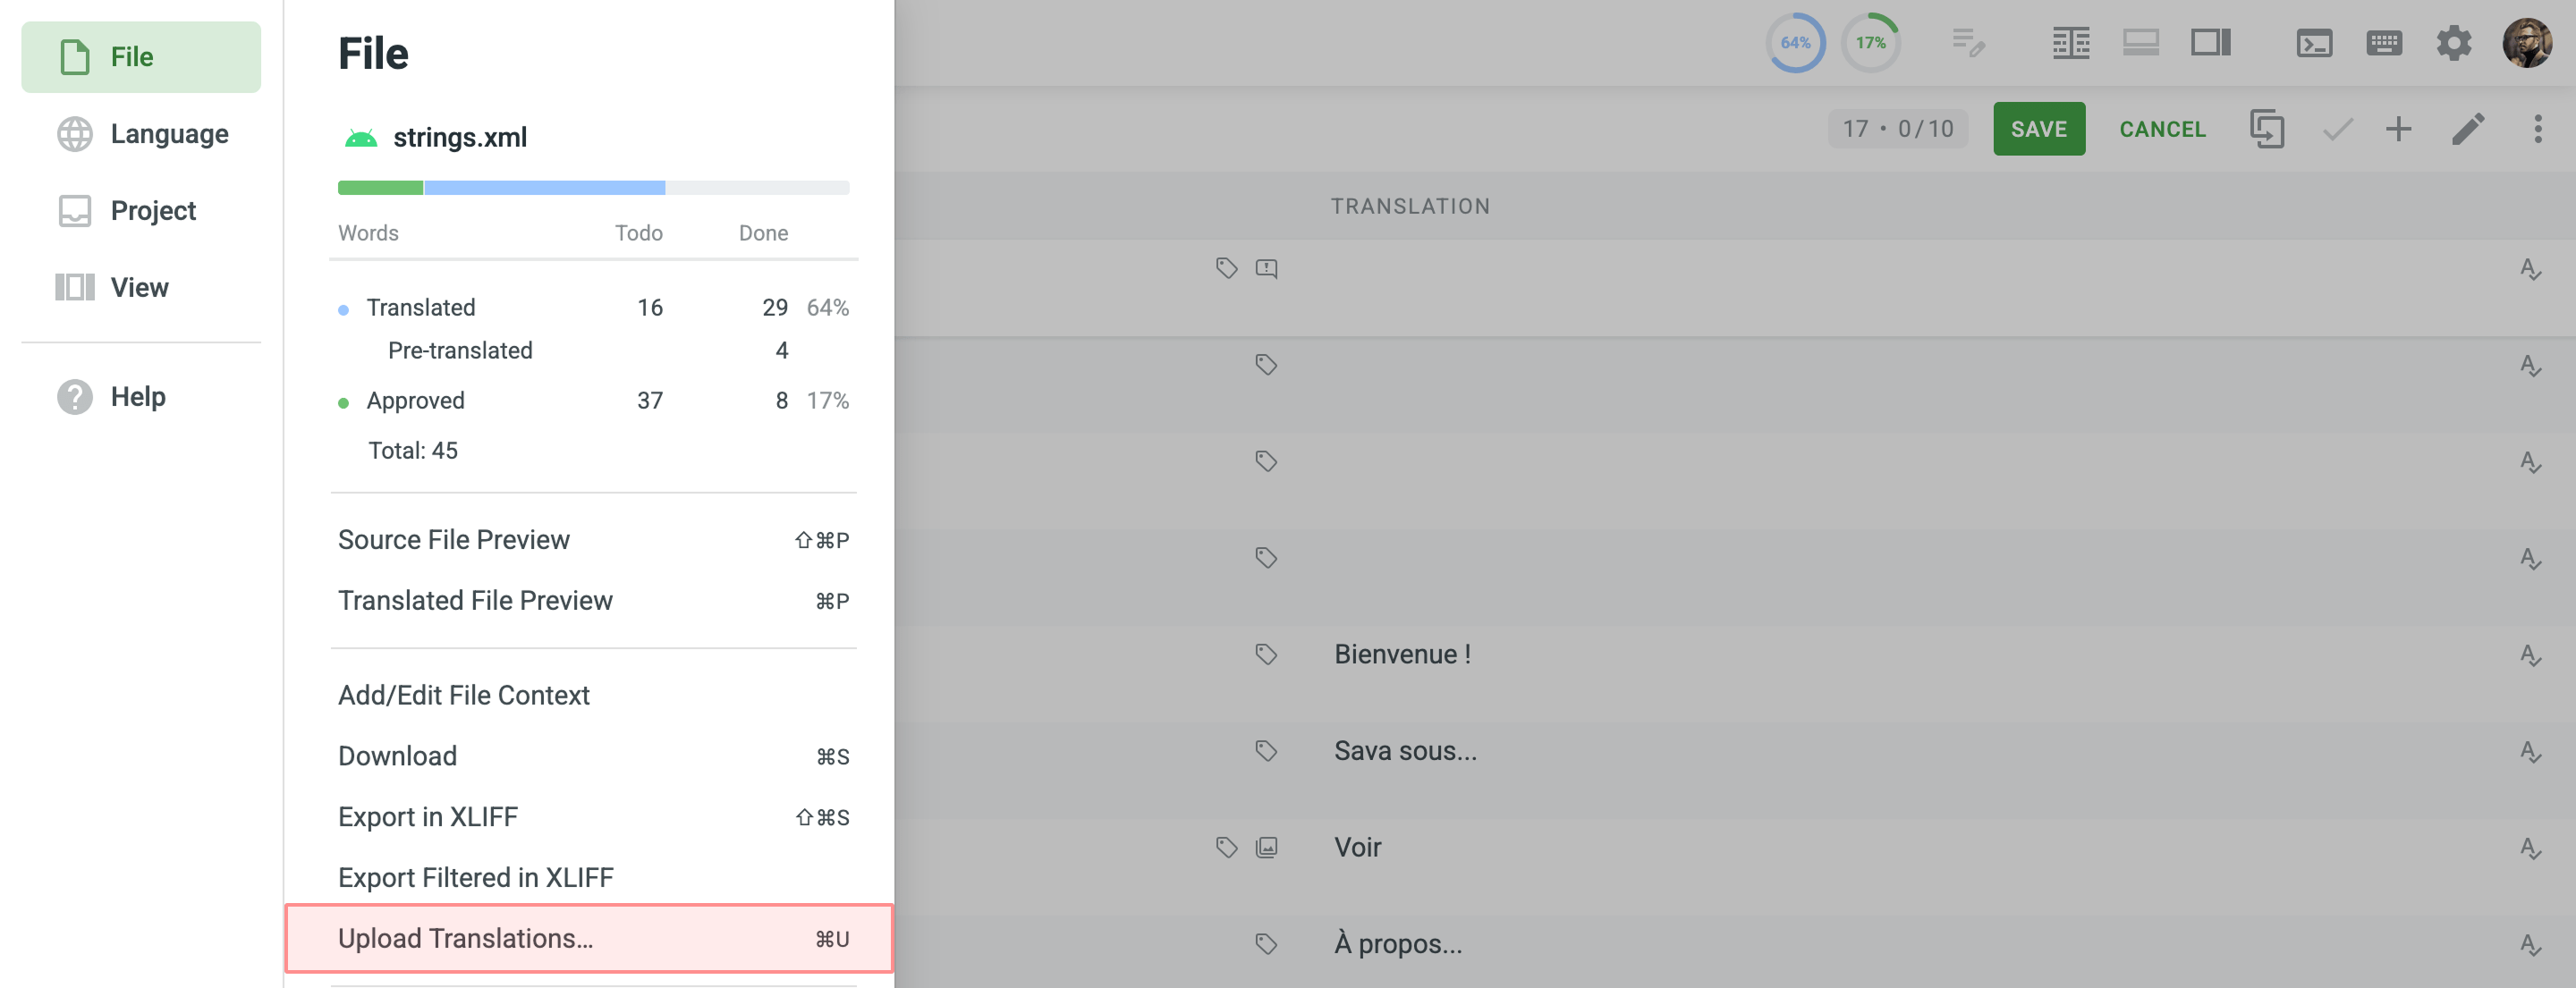 File
Language
Project
View
Help
File
strings.xml
Words Todo Done
Translated 16 29 64%
Pre-translated 4
Approved 37 8 17%
Total: 45
Source File Preview ⇧⌘P
Translated File Preview ⌘P
Add/Edit File Context
Download ⌘S
Export in XLIFF ⇧⌘S
Export Filtered in XLIFF
Upload Translations... ⌘U
64% 17%
17 • 0/10 SAVE CANCEL
TRANSLATION
Bienvenue !
Sava sous...
Voir
À propos...